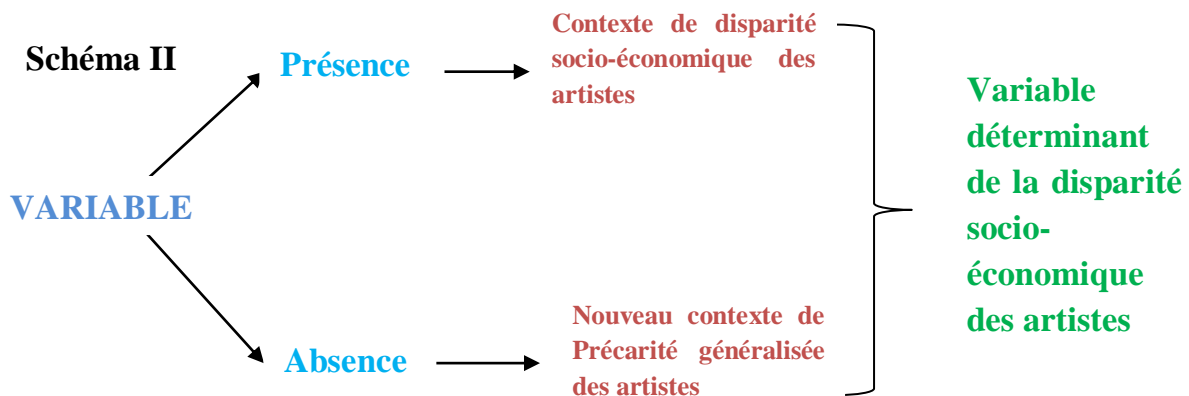 Schéma II
Présence
Contexte de disparité
socio-économique des
artistes
VARIABLE
Absence
Nouveau contexte de
Précarité généralisée
des artistes
Variable
déterminant
de la disparité
socio-
économique
des artistes